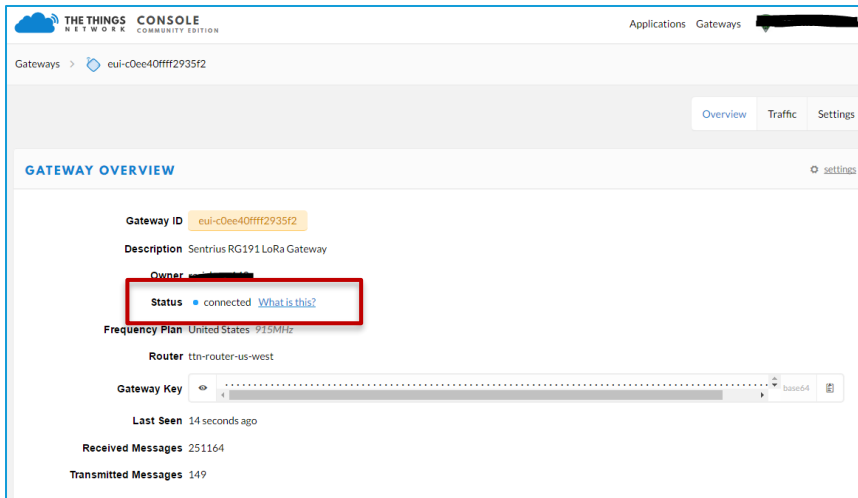 THE THINGS NETWORK CONSOLE COMMUNITY EDITION
Applications Gateways
Gateways > eui-c0ee40ffff2935f2
Overview Traffic Settings
GATEWAY OVERVIEW settings
Gateway ID eui-c0ee40ffff2935f2
Description Sentrius RG191 LoRa Gateway
Owner
Status connected What is this?
Frequency Plan United States 915MHz
Router ttn-router-us-west
Gateway Key base64
Last Seen 14 seconds ago
Received Messages 251164
Transmitted Messages 149